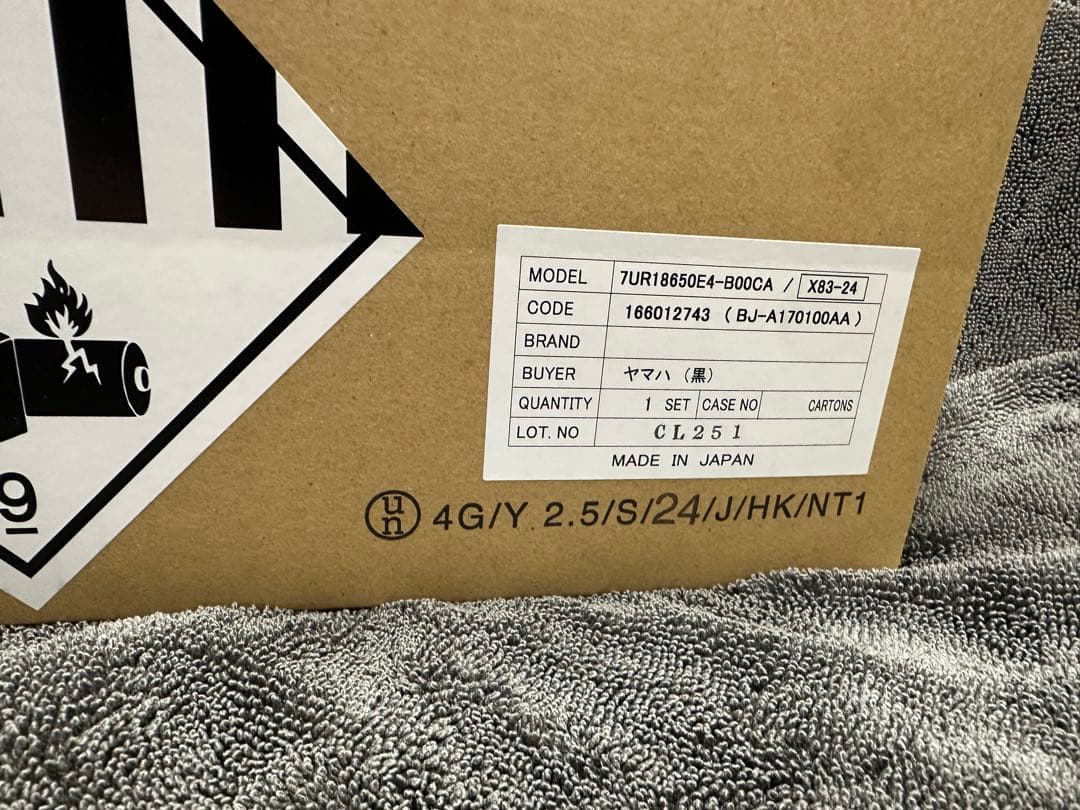 MODEL 7UR18650E4-B00CA / X83-24
CODE 166012743 ( BJ-A170100AA )
BRAND
BUYER ヤマハ (黒)
QUANTITY 1 SET CASE NO CARTONS
LOT. NO CL251
MADE IN JAPAN
un 4G/Y 2.5/S/24/J/HK/NT1
9